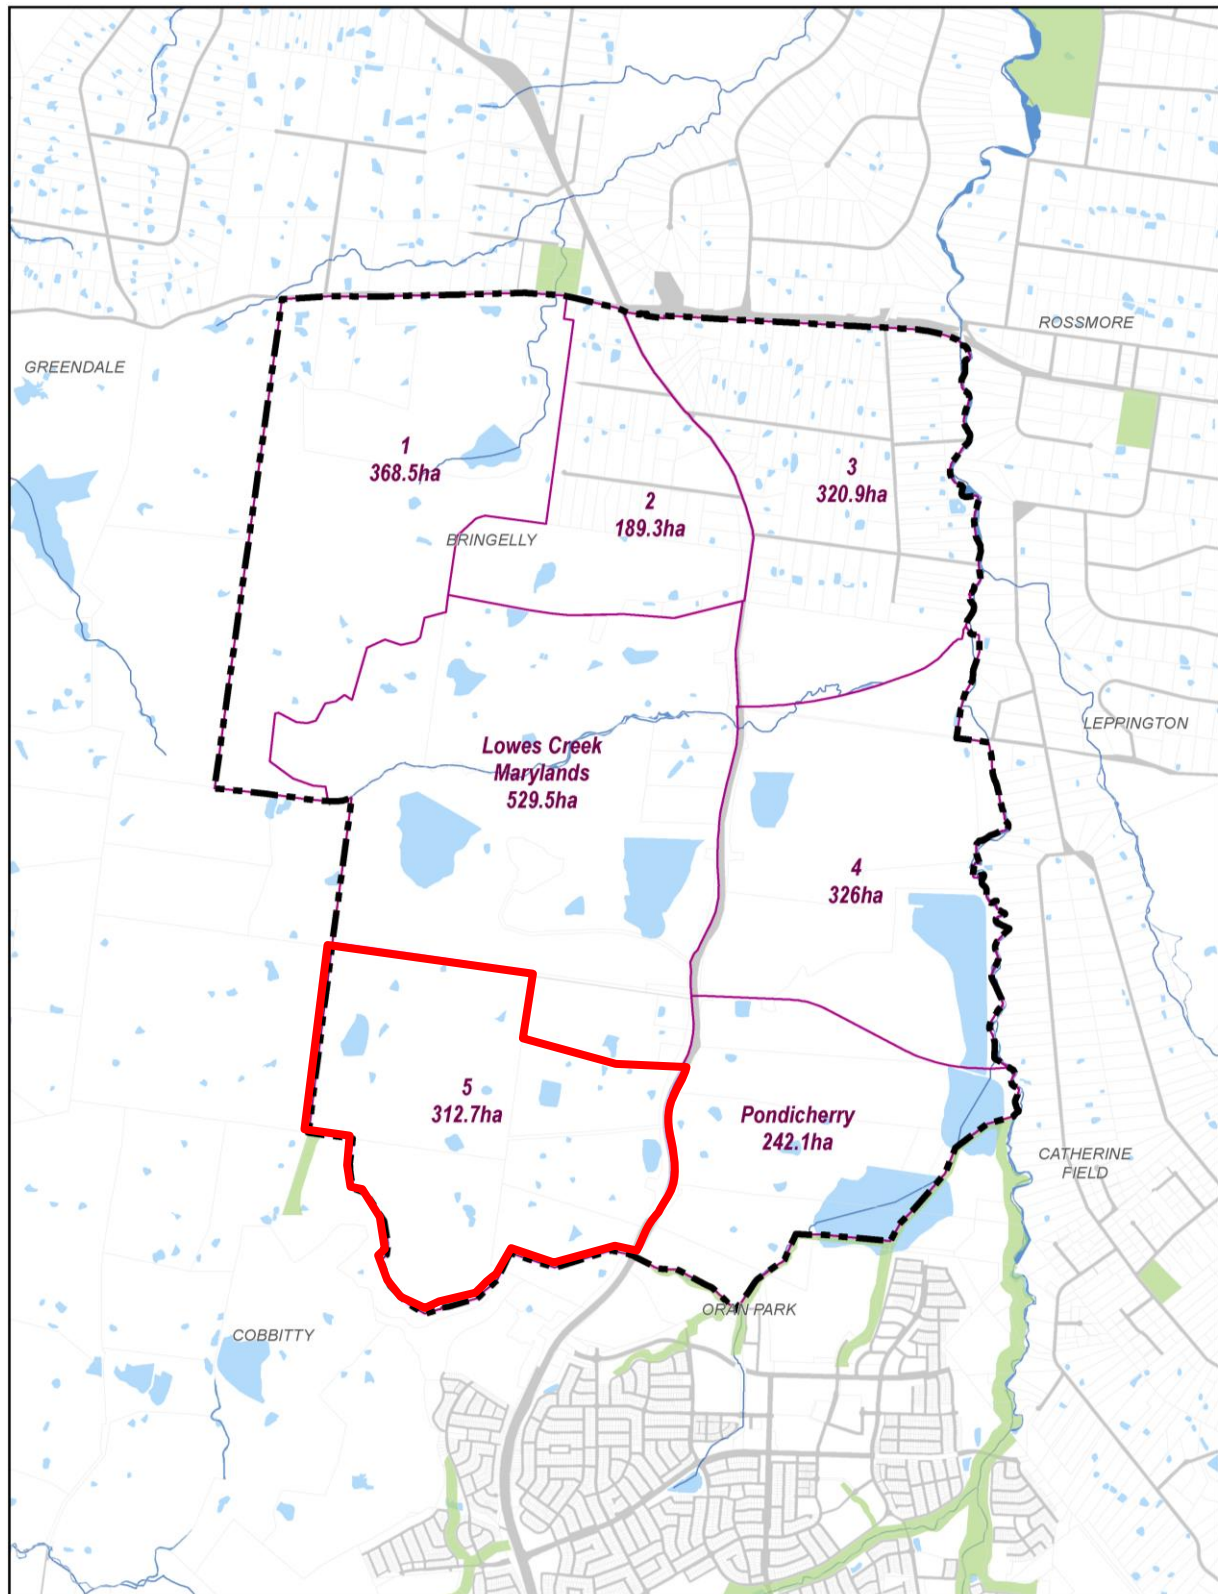 ROSSMORE
GREENDALE
1
368.5ha
3
320.9ha
2
189.3ha
BRINGELLY
LEPPINGTON
Lowes Creek
Marylands
529.5ha
4
326ha
5
312.7ha
Pondicherry
242.1ha
CATHERINE
FIELD
ORAN PARK
COBBITTY